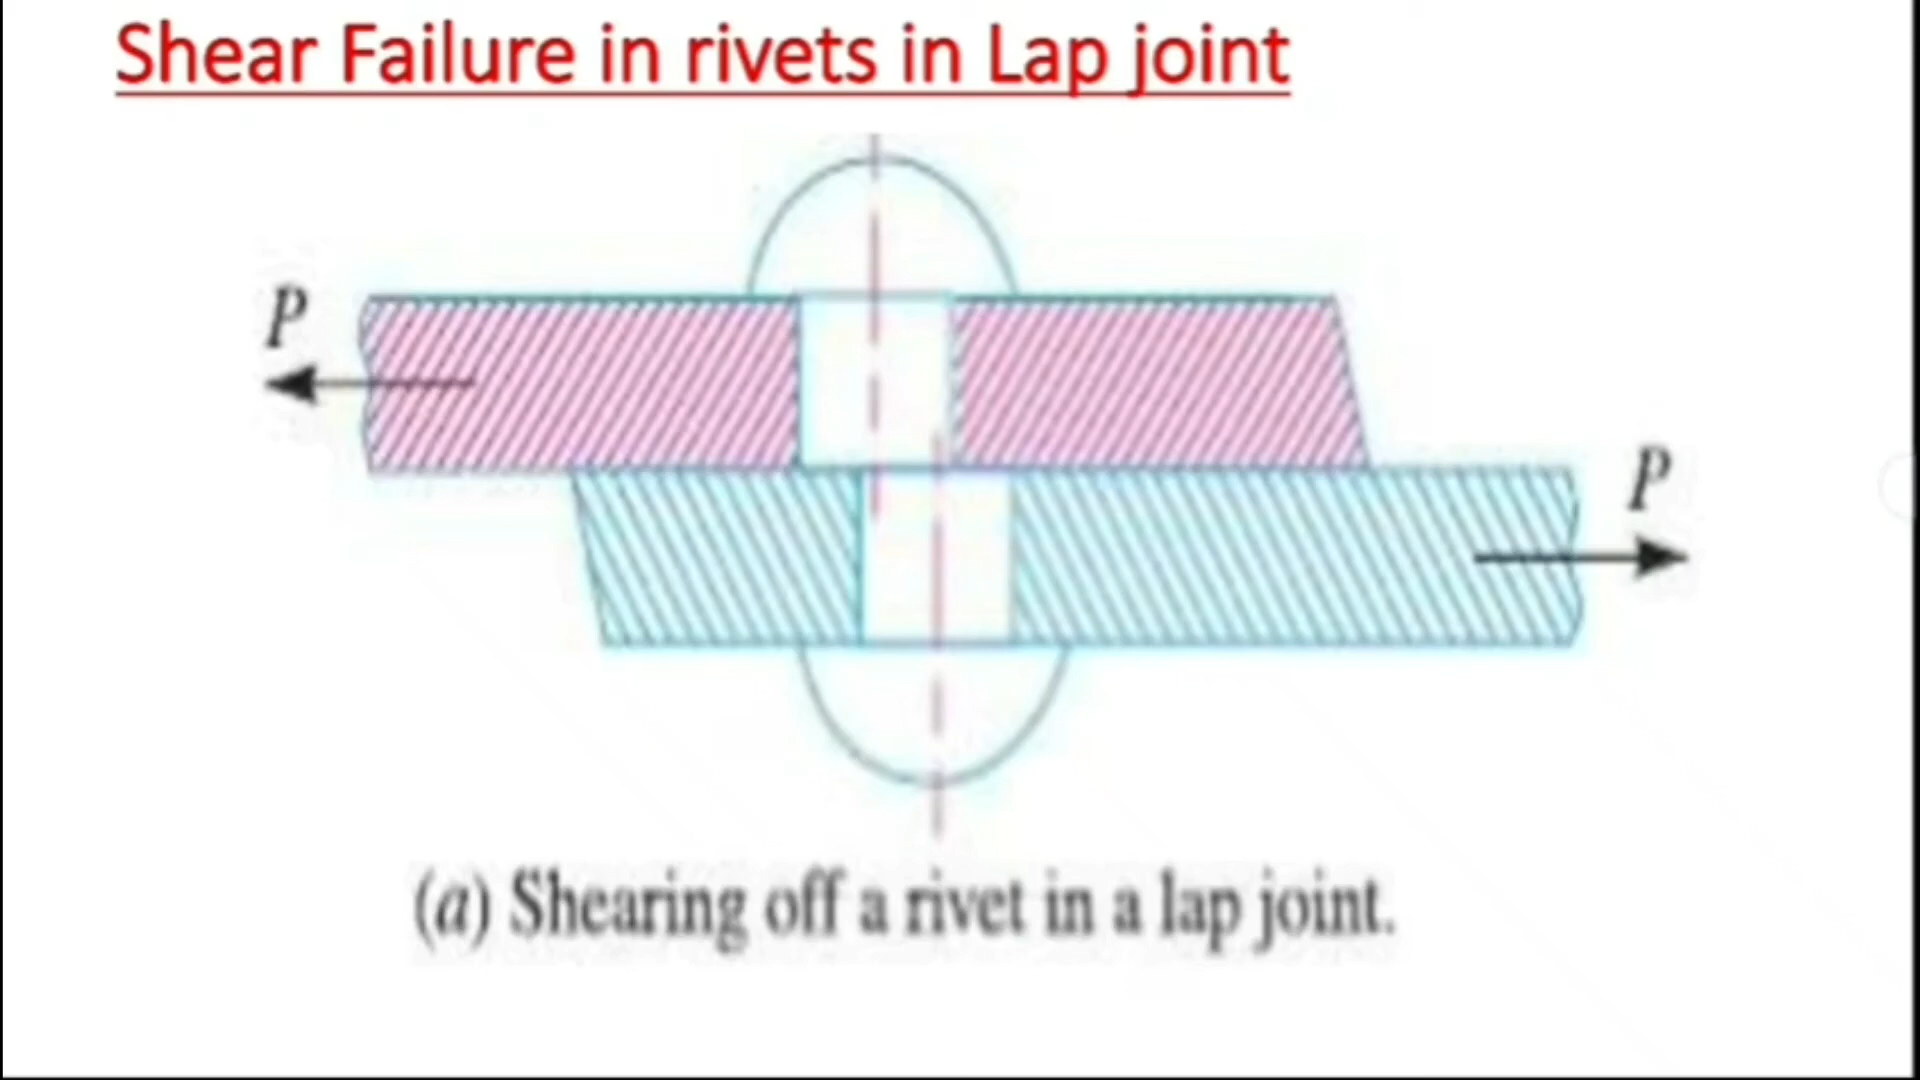 Shear Failure in rivets in Lap joint
P
P
(a) Shearing off a rivet in a lap joint.